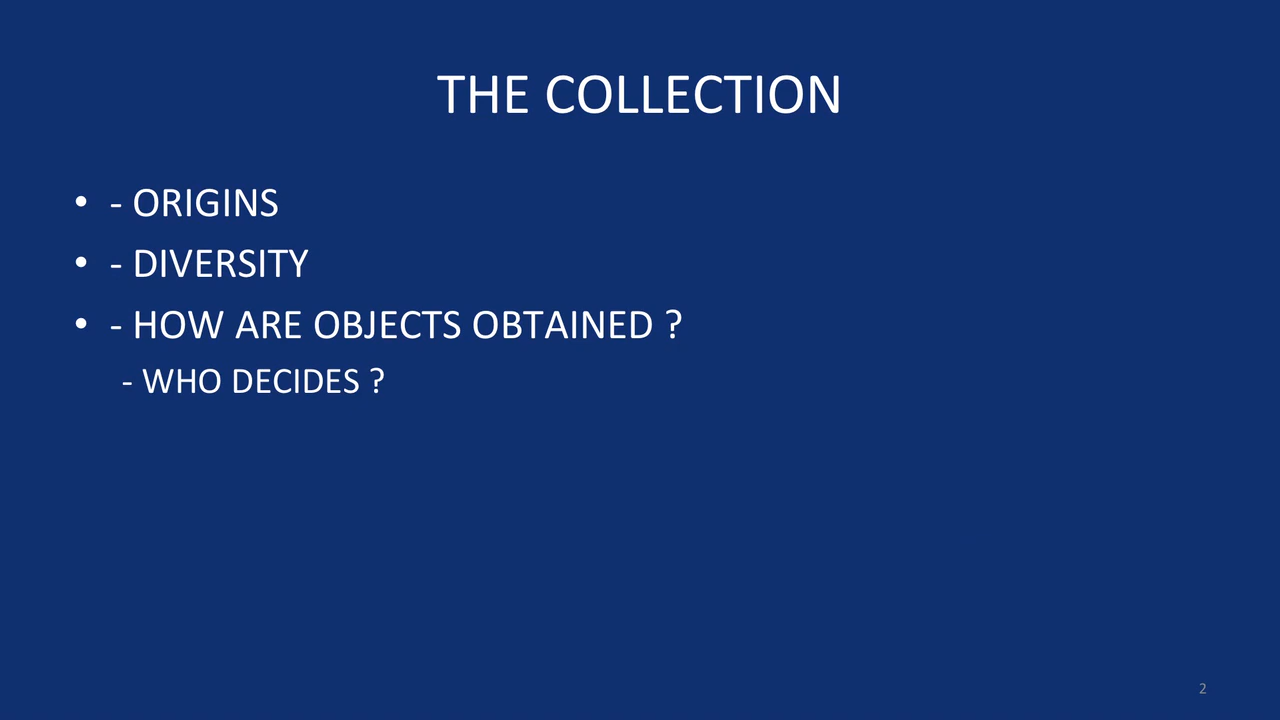 THE COLLECTION
• - ORIGINS
• - DIVERSITY
• - HOW ARE OBJECTS OBTAINED ?
- WHO DECIDES ?
2